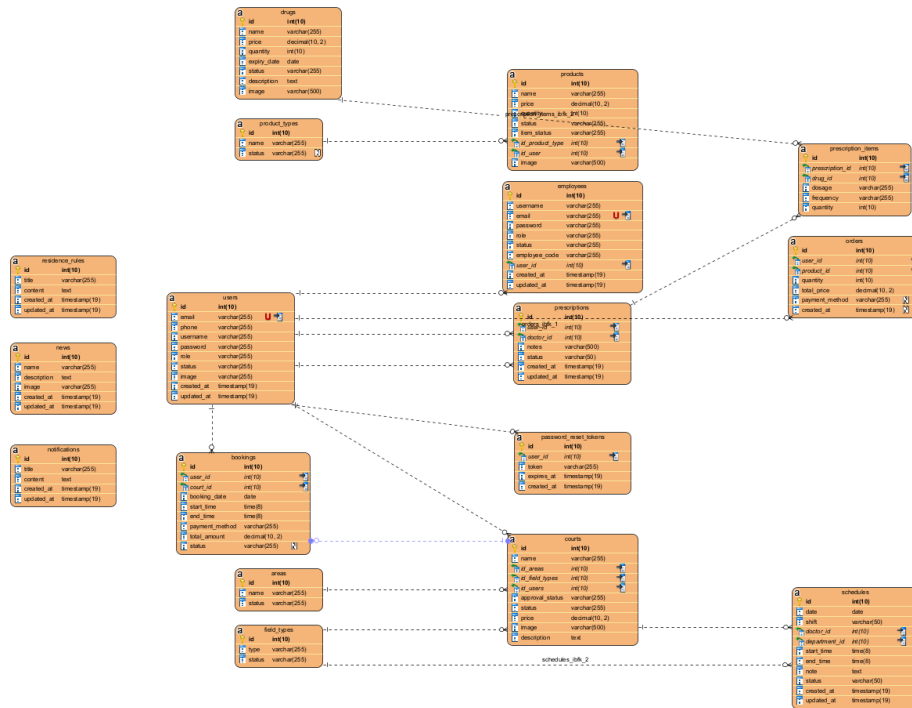 drugs
id int(10)
name varchar(255)
price decimal(10, 2)
quantity int(10)
expiry_date date
status varchar(255)
description text
image varchar(500)
product_types
id int(10)
name varchar(255)
status varchar(255) N
products
id int(10)
name varchar(255)
price decimal(10, 2)
int(10)
status varchar(255)
item_status varchar(255)
id_product_type int(10)
id_user int(10)
image varchar(500)
prescription_items
id int(10)
prescription_id int(10)
drug_id int(10)
dosage varchar(255)
frequency varchar(255)
quantity int(10)
employees
id int(10)
username varchar(255)
email varchar(255) U
password varchar(255)
role varchar(255)
status varchar(255)
employee_code varchar(255)
user_id int(10)
created_at timestamp(19)
updated_at timestamp(19)
orders
id int(10)
user_id int(10)
product_id int(10)
quantity int(10)
total_price decimal(10, 2)
payment_method varchar(255) N
created_at timestamp(19) N
residence_rules
id int(10)
title varchar(255)
content text
created_at timestamp(19)
updated_at timestamp(19)
users
id int(10)
email varchar(255) U
phone varchar(255)
username varchar(255)
password varchar(255)
role varchar(255)
status varchar(255)
image varchar(255)
created_at timestamp(19)
updated_at timestamp(19)
prescriptions
id int(10)
int(10)
doctor_id int(10)
notes varchar(500)
status varchar(50)
created_at timestamp(19)
updated_at timestamp(19)
news
id int(10)
name varchar(255)
description text
image varchar(255)
created_at timestamp(19)
updated_at timestamp(19)
notifications
id int(10)
title varchar(255)
content text
created_at timestamp(19)
updated_at timestamp(19)
bookings
id int(10)
user_id int(10)
court_id int(10)
booking_date date
start_time time(8)
end_time time(8)
payment_method varchar(255)
total_amount decimal(10, 2)
status varchar(255) N
password_reset_tokens
id int(10)
user_id int(10)
token varchar(255)
expires_at timestamp(19)
created_at timestamp(19)
courts
id int(10)
name varchar(255)
id_areas int(10)
id_field_types int(10)
id_users int(10)
approval_status varchar(255)
status varchar(255)
price decimal(10, 2)
image varchar(500)
description text
areas
id int(10)
name varchar(255)
status varchar(255)
field_types
id int(10)
type varchar(255)
status varchar(255)
schedules_ibfk_2
schedules
id int(10)
date date
shift varchar(50)
doctor_id int(10)
department_id int(10)
start_time time(8)
end_time time(8)
note text
status varchar(50)
created_at timestamp(19)
updated_at timestamp(19)